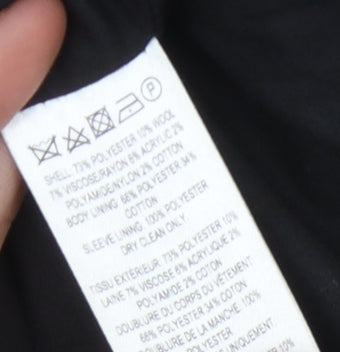 P
SHELL: 73% POLYESTER 10% WOOL
7% VISCOSE/RAYON 6% ACRYLIC 2%
POLYAMIDE/NYLON 2% COTTON
BODY LINING: 66% POLYESTER 34%
COTTON
SLEEVE LINING: 100% POLYESTER
DRY CLEAN ONLY.
TISSU EXTERIEUR: 73% POLYESTER 10%
LAINE 7% VISCOSE 6% ACRYLIQUE 2%
POLYAMIDE 2% COTON
DOUBLURE DU CORPS DU VÊTEMENT:
66% POLYESTER 34% COTON
DOUBLURE DE LA MANCHE: 100%
POLYESTER
UNIQUEMENT.